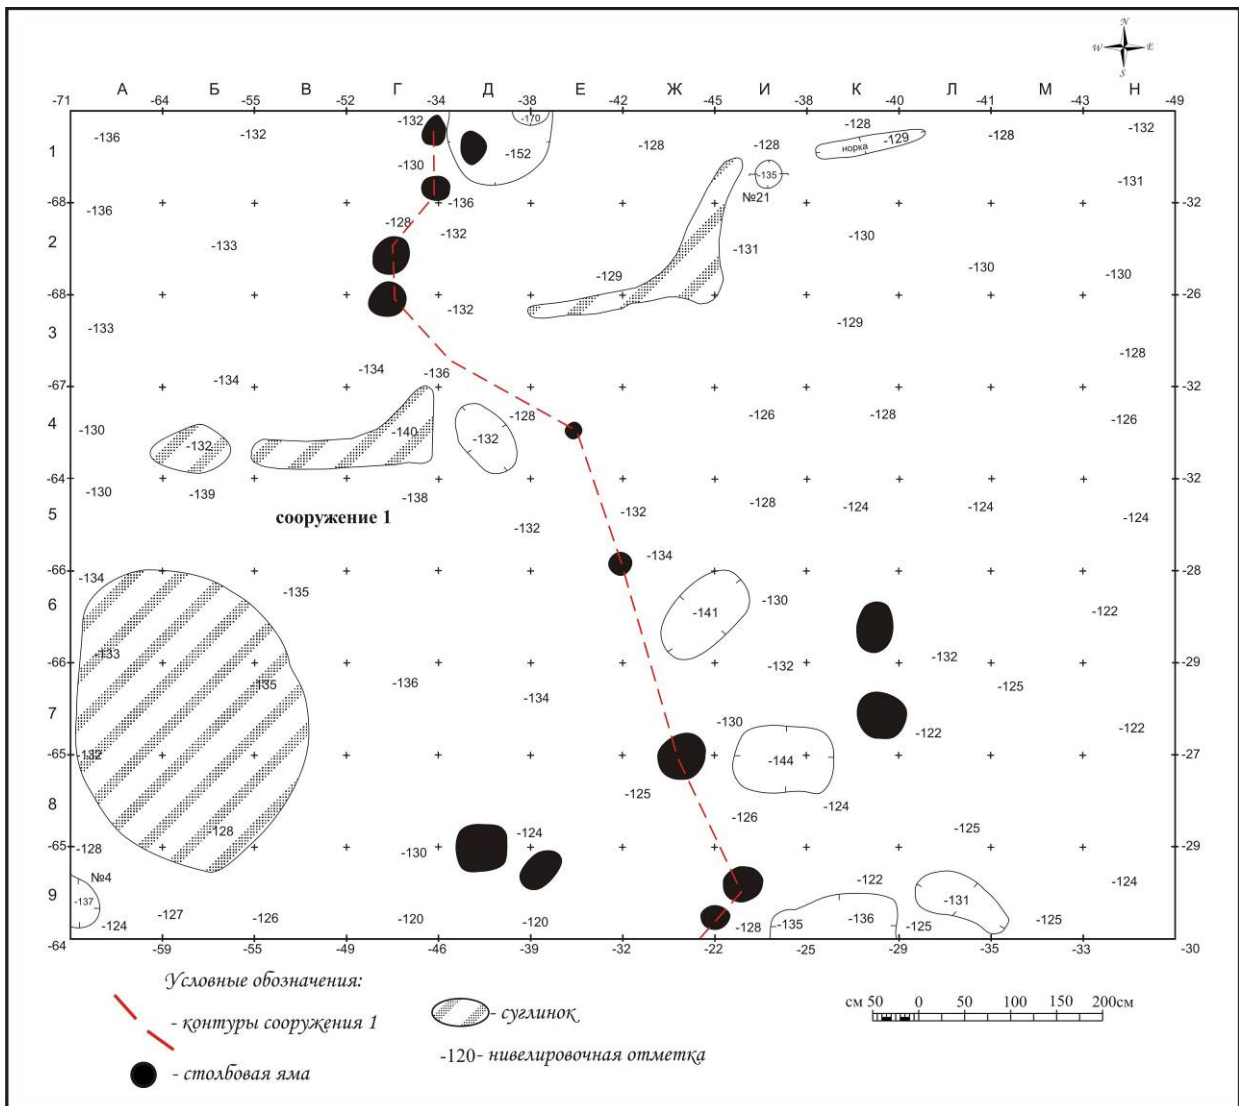 N
W E
S
А Б В Г Д Е Ж И К Л М Н
-71 -64 -55 -52 -34 -38 -42 -45 -38 -40 -41 -43 -49
-136 -132 -132 -170 -128 -128 -128 -129 -128 -132
1 -130 -152 норка -135 -131
-68 -136 -136 №21 -32
-128
2 -133 -132 -131 -130 -130 -130
-129
-68 -26
3 -133 -132 -129 -128
-134 -134 -136
-67 -32
4 -130 -132 -140 -132 -128 -126 -128 -126
-64 -32
-130 -139 -138 -128 -124 -124 -124
5 сооружение 1 -132 -132
-134
-66 -28
-134 -135 -130 -122
6 -141
-133 -132 -132
-66 -29
-135 -136 -134 -125
7 -130 -122 -122
-65 -132 -144 -27
8 -125 -126 -124
-128 -124 -125
-65 -128 -130 -29
№4 -122 -124
9 -137 -131
-124 -127 -126 -120 -120 -128 -135 -136 -125 -125
-64 -59 -55 -49 -46 -39 -32 -22 -25 -29 -35 -33 -30
Условные обозначения:
- контуры сооружения 1
- столбовая яма
- суглинок
-120- нивелировочная отметка
см 50 0 50 100 150 200см